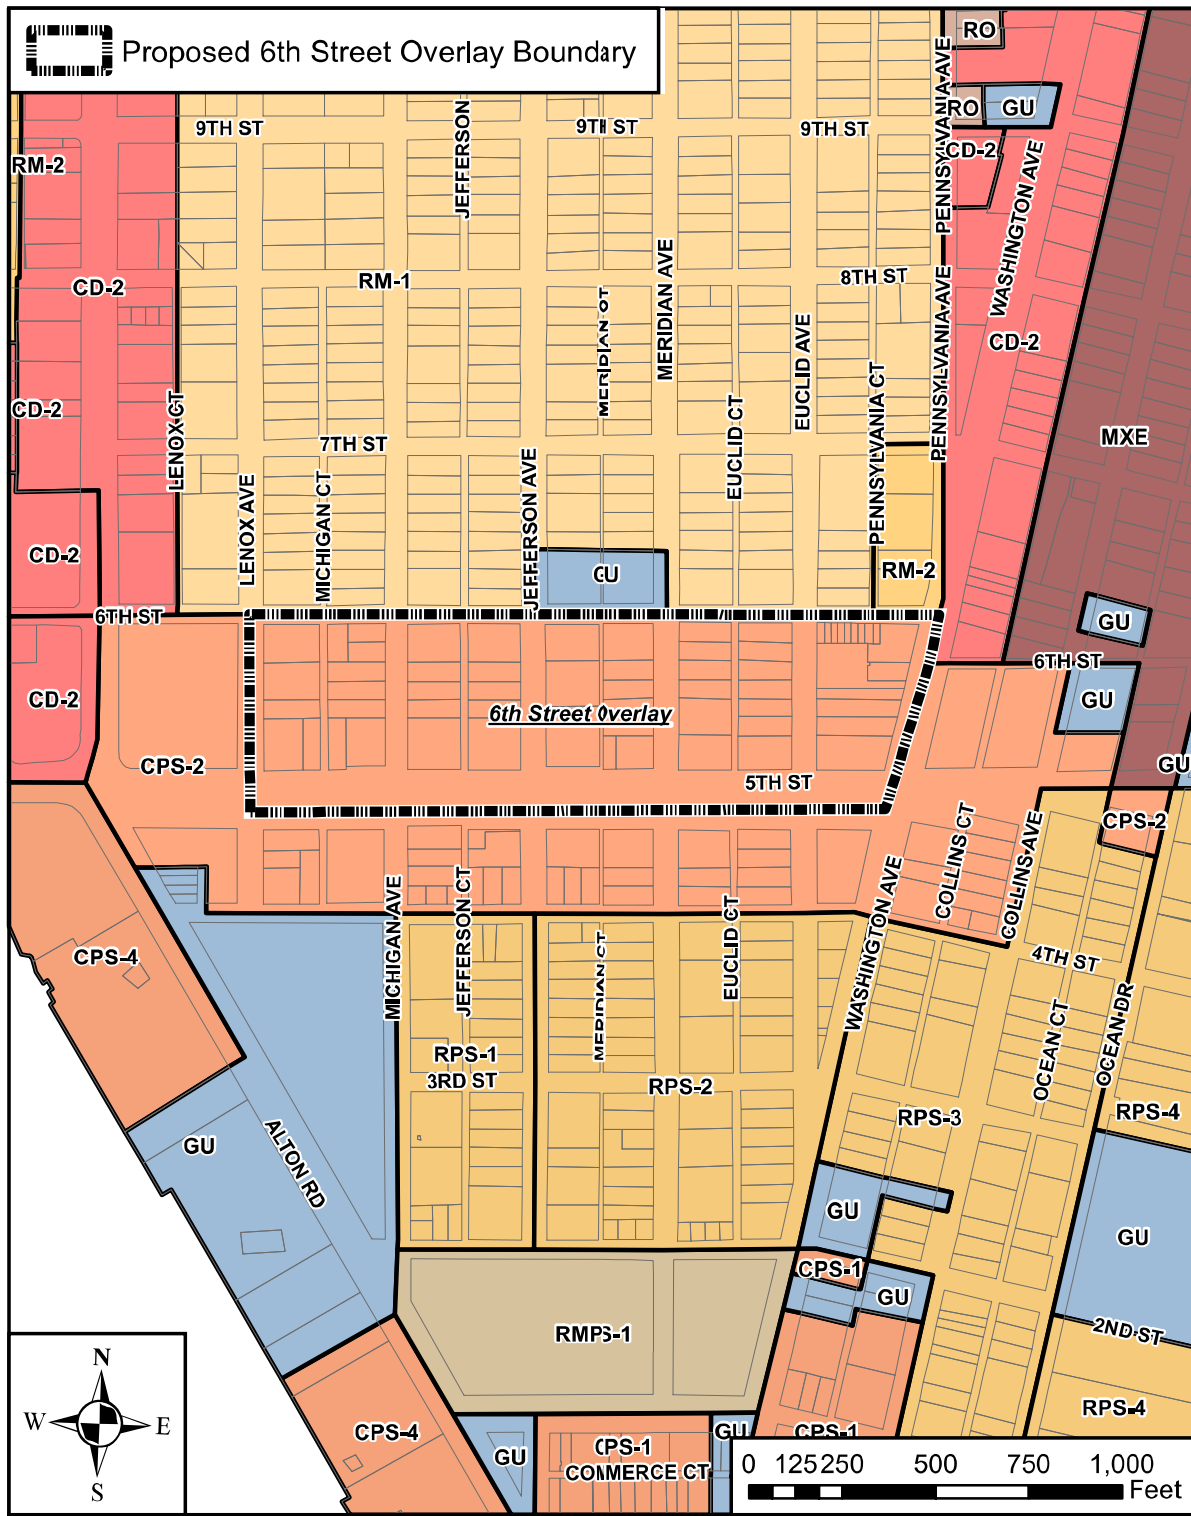 Proposed 6th Street Overlay Boundary
RO
RO
GU
9TH ST
9TH ST
9TH ST
JEFFERSON
PENNSYLVANIA AVE
CD-2
RM-2
WASHINGTON AVE
CD-2
RM-1
8TH ST
MERIDIAN CT
MERIDIAN AVE
EUCLID AVE
PENNSYLVANIA AVE
CD-2
CD-2
LENOX CT
7TH ST
EUCLID CT
PENNSYLVANIA CT
MXE
LENOX AVE
MICHIGAN CT
JEFFERSON AVE
CD-2
GU
RM-2
6TH ST
GU
6TH ST
CD-2
6th Street Overlay
GU
CPS-2
5TH ST
GU
CPS-2
COLLINS CT
COLLINS AVE
WASHINGTON AVE
CPS-4
MICHIGAN AVE
JEFFERSON CT
MERIDIAN CT
EUCLID CT
4TH ST
OCEAN CT
OCEAN DR
RPS-1
3RD ST
RPS-2
RPS-3
RPS-4
GU
ALTON RD
GU
GU
CPS-1
GU
RMPS-1
2ND ST
RPS-4
CPS-4
GU
CPS-1
COMMERCE CT
GU
CPS-1
N
W E
S
0 125 250 500 750 1,000
Feet